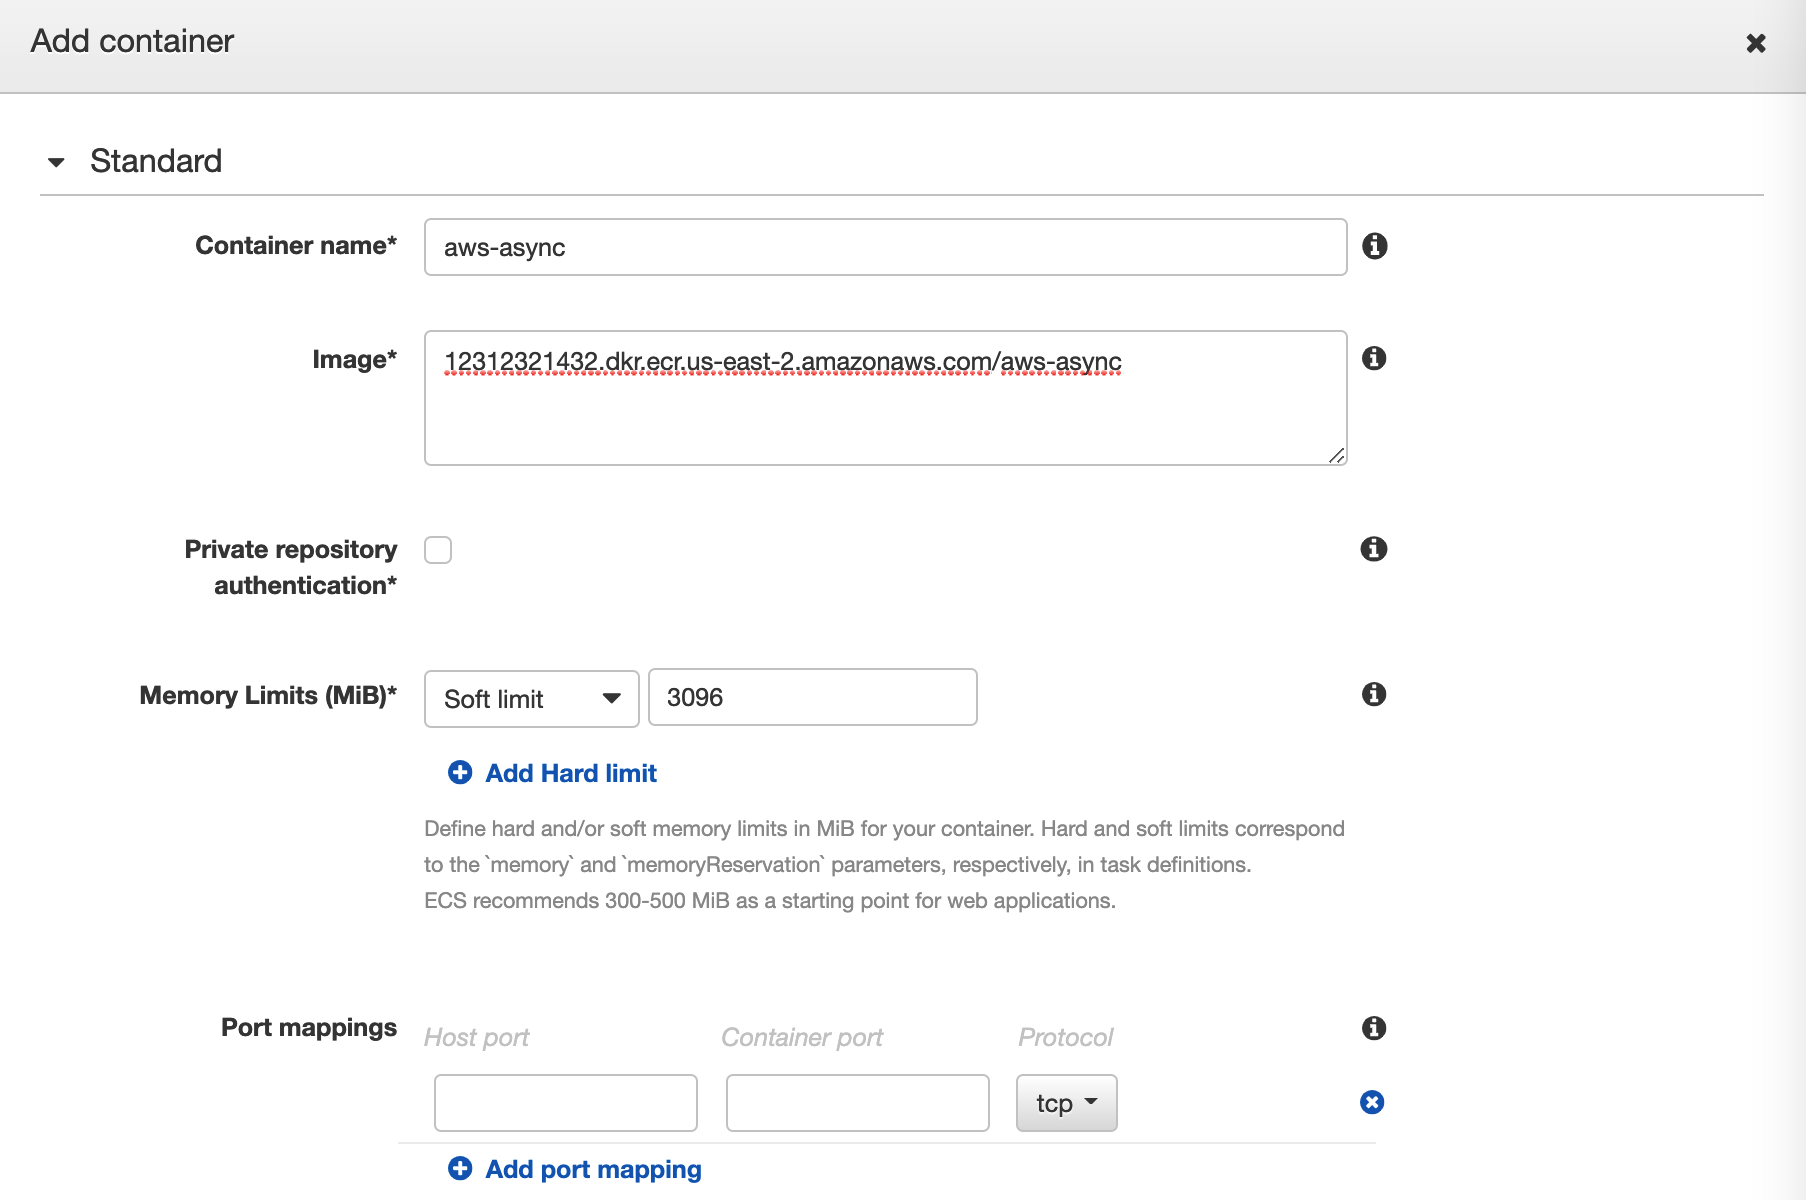 Add container
Standard
Container name*
aws-async
Image*
12312321432.dkr.ecr.us-east-2.amazonaws.com/aws-async
Private repository
authentication*
Memory Limits (MiB)*
Soft limit
3096
Add Hard limit
Define hard and/or soft memory limits in MiB for your container. Hard and soft limits correspond
to the `memory` and `memoryReservation` parameters, respectively, in task definitions.
ECS recommends 300-500 MiB as a starting point for web applications.
Port mappings
Host port
Container port
Protocol
tcp
Add port mapping